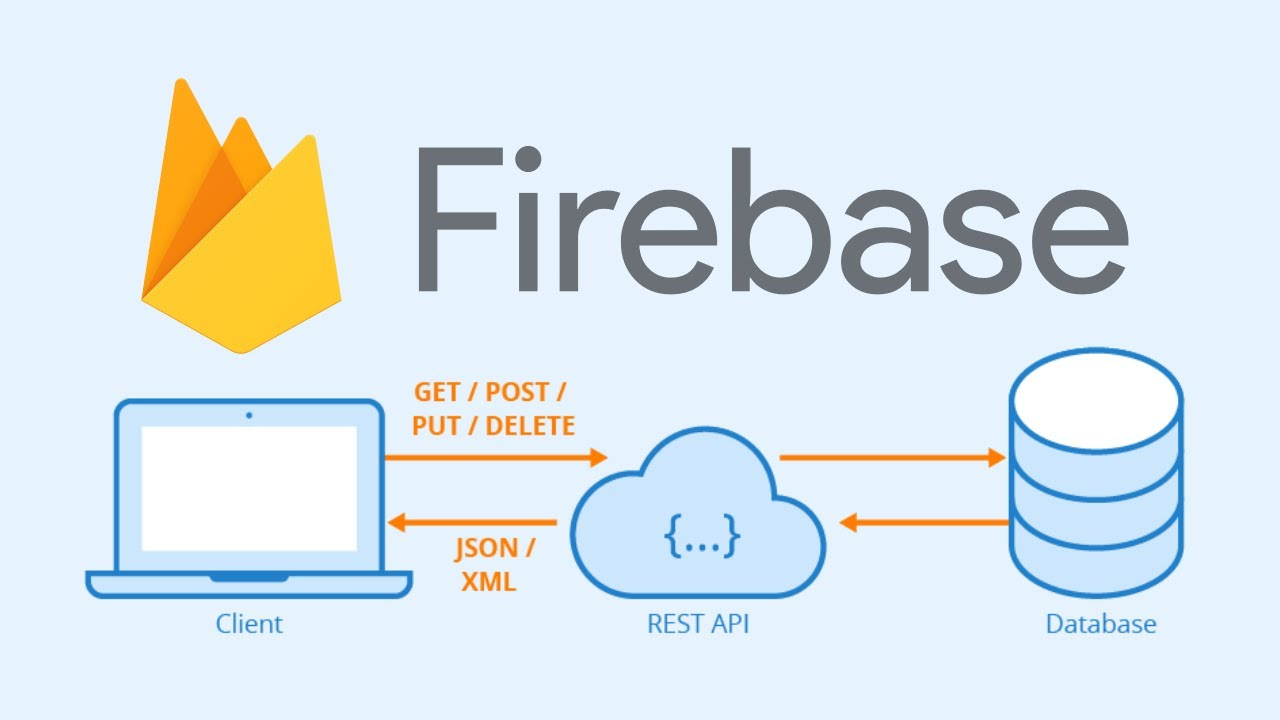 Firebase
GET / POST /
PUT / DELETE
{...}
JSON /
XML
Client
REST API
Database